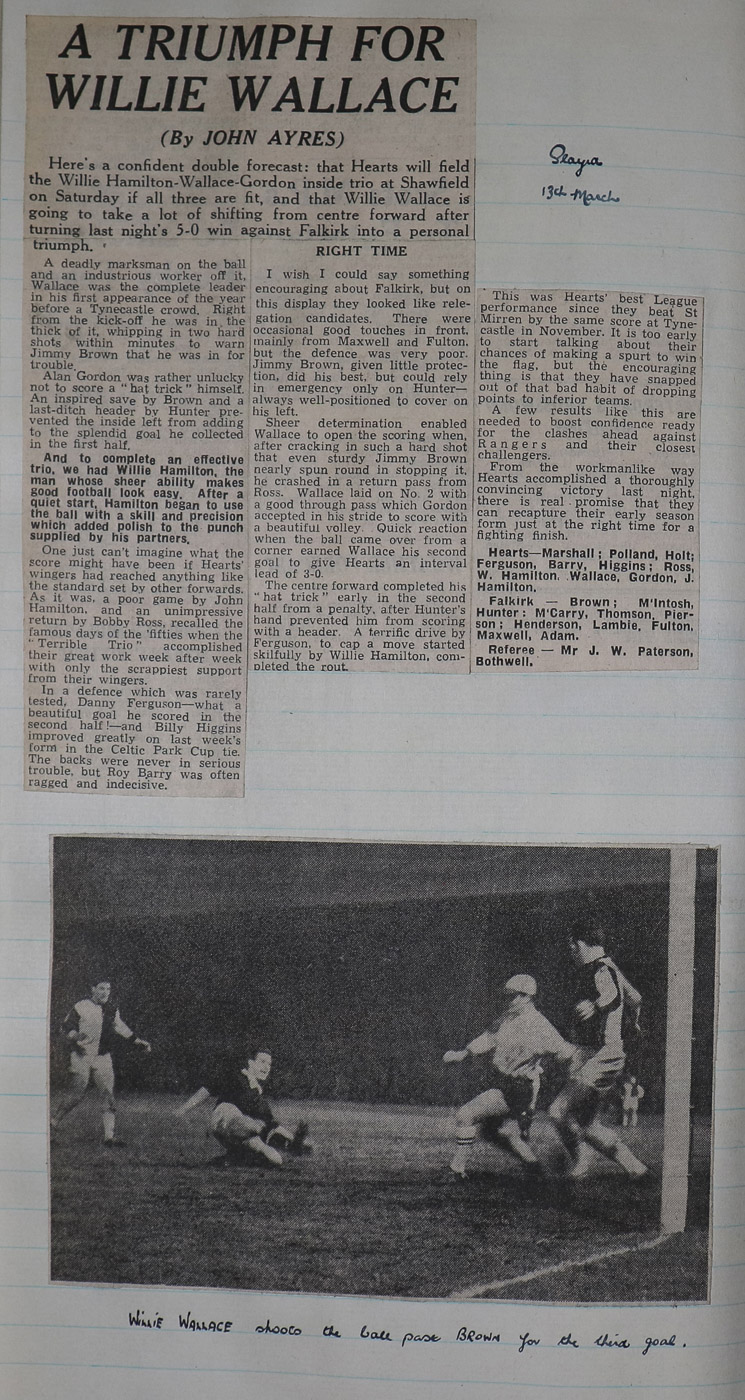 A TRIUMPH FOR
WILLIE WALLACE
(By JOHN AYRES)
Here's a confident double forecast: that Hearts will field
the Willie Hamilton-Wallace-Gordon inside trio at Shawfield
on Saturday if all three are fit, and that Willie Wallace is
going to take a lot of shifting from centre forward after
turning last night's 5-0 win against Falkirk into a personal
triumph.
A deadly marksman on the ball
and an industrious worker off it,
Wallace was the complete leader
in his first appearance of the year
before a Tynecastle crowd. Right
from the kick-off he was in the
thick of it, whipping in two hard
shots within minutes to warn
Jimmy Brown that he was in for
trouble.
Alan Gordon was rather unlucky
not to score a "hat trick" himself.
An inspired save by Brown and a
last-ditch header by Hunter pre-
vented the inside left from adding
to the splendid goal he collected
in the first half.
And to complete an effective
trio, we had Willie Hamilton, the
man whose sheer ability makes
good football look easy. After a
quiet start, Hamilton began to use
the ball with a skill and precision
which added polish to the punch
supplied by his partners.
One just can't imagine what the
score might have been if Hearts'
wingers had reached anything like
the standard set by other forwards.
As it was, a poor game by John
Hamilton, and an unimpressive
return by Bobby Ross, recalled the
famous days of the 'fifties when the
"Terrible Trio" accomplished
their great work week after week
with only the scrappiest support
from their wingers.
In a defence which was rarely
tested, Danny Ferguson—what a
beautiful goal he scored in the
second half!—and Billy Higgins
improved greatly on last week's
form in the Celtic Park Cup tie.
The backs were never in serious
trouble, but Roy Barry was often
ragged and indecisive.
RIGHT TIME
I wish I could say something
encouraging about Falkirk, but on
this display they looked like rele-
gation candidates. There were
occasional good touches in front,
mainly from Maxwell and Fulton,
but the defence was very poor.
Jimmy Brown, given little protec-
tion, did his best, but could rely
in emergency only on Hunter—
always well-positioned to cover on
his left.
Sheer determination enabled
Wallace to open the scoring when,
after cracking in such a hard shot
that even sturdy Jimmy Brown
nearly spun round in stopping it,
he crashed in a return pass from
Ross. Wallace laid on No. 2 with
a good through pass which Gordon
accepted in his stride to score with
a beautiful volley. Quick reaction
when the ball came over from a
corner earned Wallace his second
goal to give Hearts an interval
lead of 3-0.
The centre forward completed his
"hat trick" early in the second
half from a penalty, after Hunter's
hand prevented him from scoring
with a header. A terrific drive by
Ferguson, to cap a move started
skilfully by Willie Hamilton, com-
pleted the rout.
13th March
This was Hearts' best League
performance since they beat St
Mirren by the same score at Tyne-
castle in November. It is too early
to start talking about their
chances of making a spurt to win
the flag, but the encouraging
thing is that they have snapped
out of that bad habit of dropping
points to inferior teams.
A few results like this are
needed to boost confidence ready
for the clashes ahead against
Rangers and their closest
challengers.
From the workmanlike way
Hearts accomplished a thoroughly
convincing victory last night,
there is real promise that they
can recapture their early season
form just at the right time for a
fighting finish.
Hearts—Marshall; Polland, Holt;
Ferguson, Barry, Higgins; Ross,
W. Hamilton, Wallace, Gordon, J.
Hamilton.
Falkirk — Brown; M'Intosh,
Hunter: M'Carry, Thomson, Pier-
son; Henderson, Lambie, Fulton,
Maxwell, Adam.
Referee — Mr J. W. Paterson,
Bothwell.
WILLIE WALLACE shoots the ball past BROWN for the third goal.